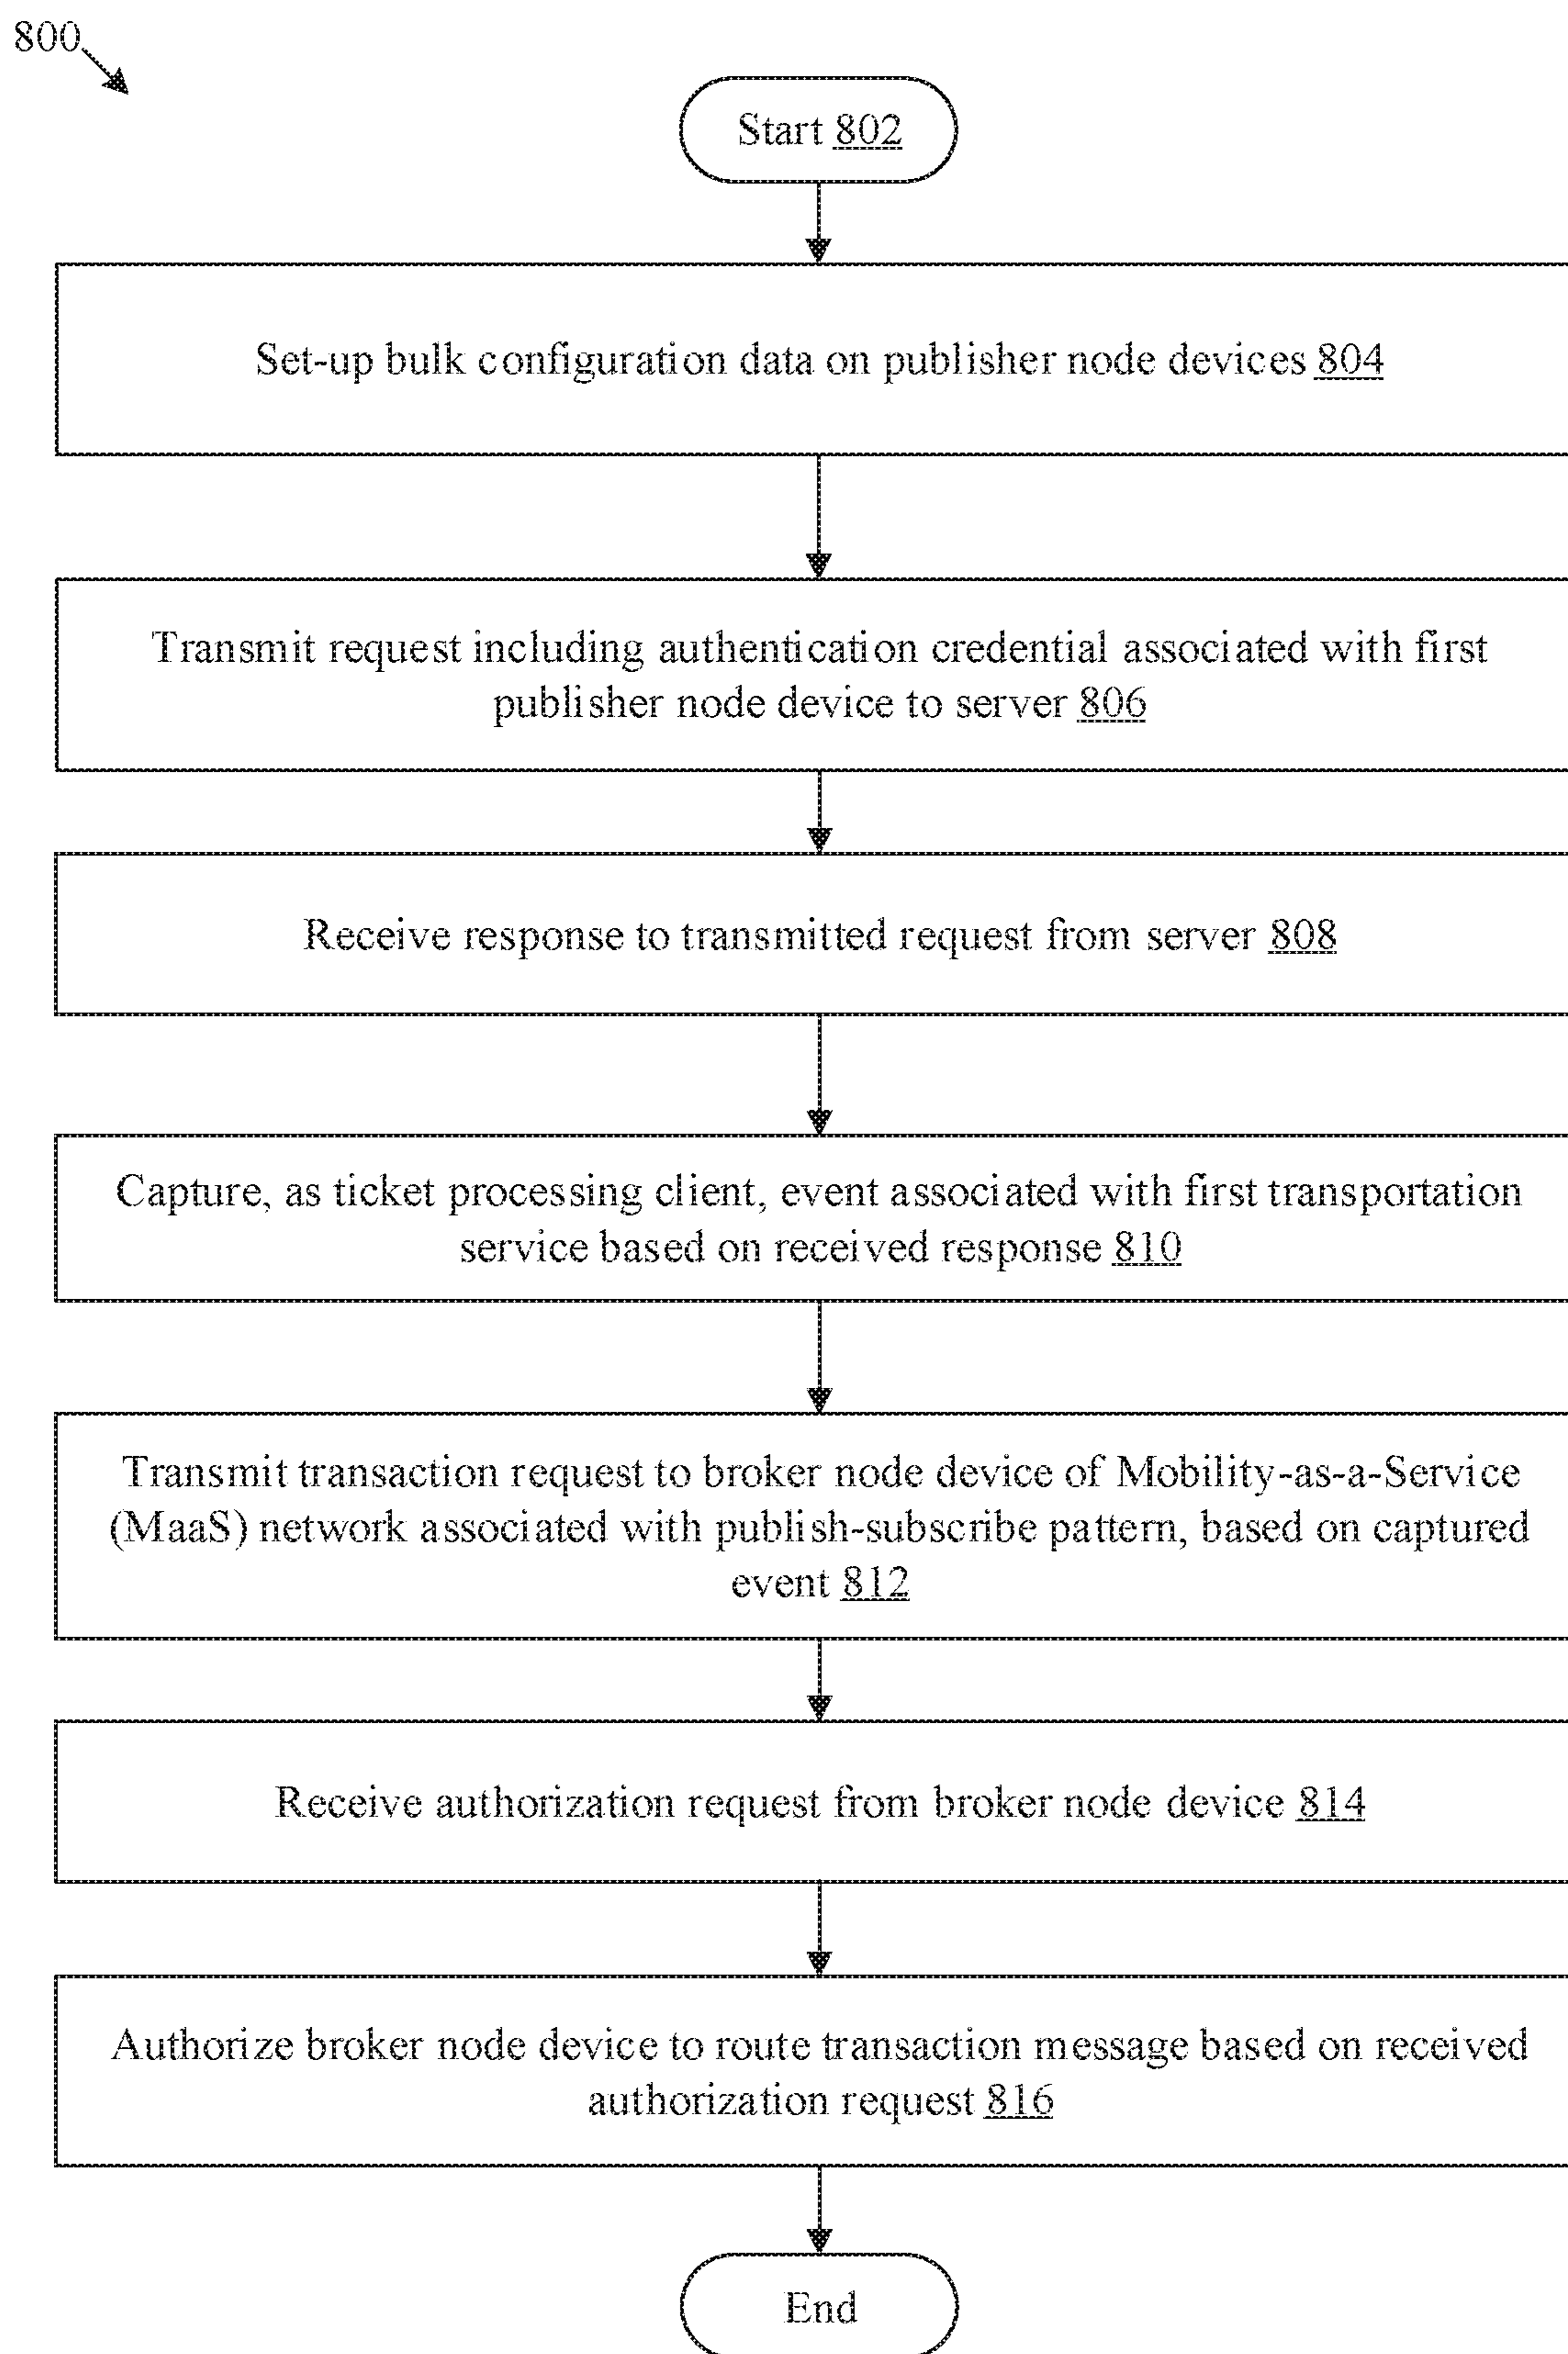 800
Start 802
Set-up bulk configuration data on publisher node devices 804
Transmit request including authentication credential associated with first
publisher node device to server 806
Receive response to transmitted request from server 808
Capture, as ticket processing client, event associated with first transportation
service based on received response 810
Transmit transaction request to broker node device of Mobility-as-a-Service
(MaaS) network associated with publish-subscribe pattern, based on captured
event 812
Receive authorization request from broker node device 814
Authorize broker node device to route transaction message based on received
authorization request 816
End